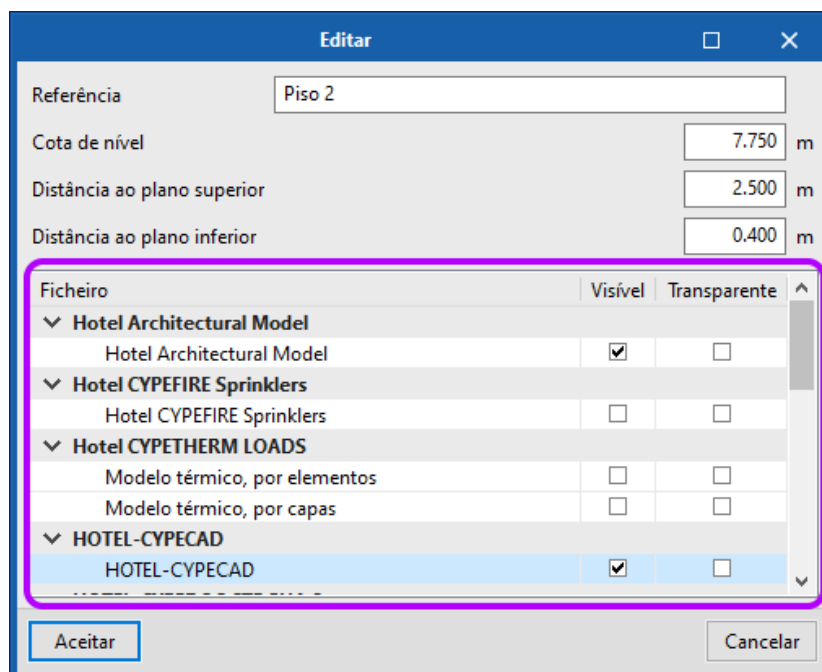 Editar
Referência Piso 2
Cota de nível 7.750 m
Distância ao plano superior 2.500 m
Distância ao plano inferior 0.400 m
Ficheiro Visível Transparente
Hotel Architectural Model
Hotel Architectural Model
Hotel CYPEFIRE Sprinklers
Hotel CYPEFIRE Sprinklers
Hotel CYPETHERM LOADS
Modelo térmico, por elementos
Modelo térmico, por capas
HOTEL-CYPECAD
HOTEL-CYPECAD
Aceitar Cancelar